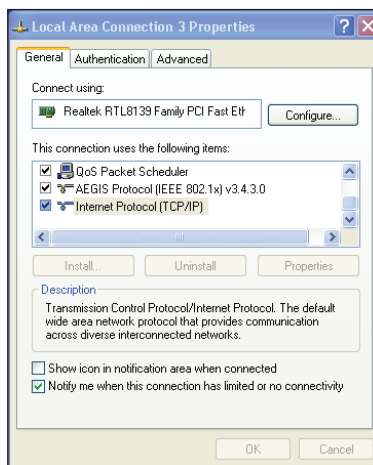 Local Area Connection 3 Properties
General Authentication Advanced
Connect using:
Realtek RTL8139 Family PCI Fast Eth
Configure...
This connection uses the following items:
QoS Packet Scheduler
AEGIS Protocol (IEEE 802.1x) v3.4.3.0
Internet Protocol (TCP/IP)
Install... Uninstall Properties
Description
Transmission Control Protocol/Internet Protocol. The default
wide area network protocol that provides communication
across diverse interconnected networks.
Show icon in notification area when connected
Notify me when this connection has limited or no connectivity
OK Cancel